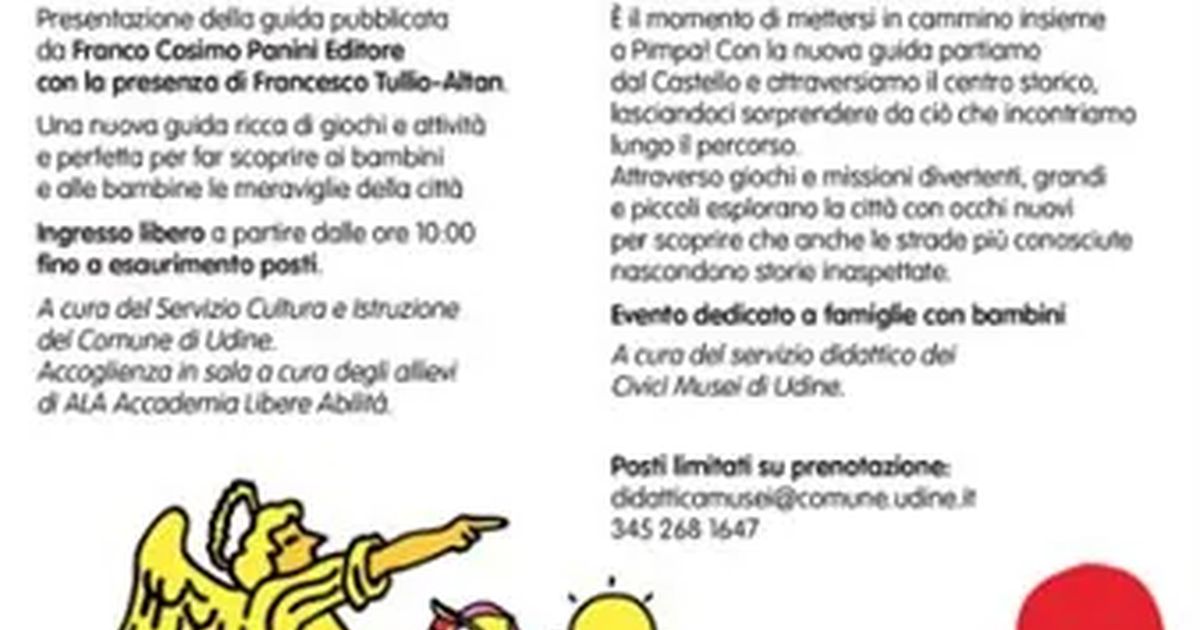 Presentazione della guida pubblicata
da Franco Cosimo Panini Editore
con la presenza di Francesco Tullio-Altan.
Una nuova guida ricca di giochi e attività
e perfetta per far scoprire ai bambini
e alle bambine le meraviglie della città
Ingresso libero a partire dalle ore 10:00
fino a esaurimento posti.
A cura del Servizio Cultura e Istruzione
del Comune di Udine.
Accoglienza in sala a cura degli allievi
di ALA Accademia Libere Abilità.
È il momento di mettersi in cammino insieme
a Pimpa! Con la nuova guida partiamo
dal Castello e attraversiamo il centro storico,
lasciandoci sorprendere da ciò che incontriamo
lungo il percorso.
Attraverso giochi e missioni divertenti, grandi
e piccoli esplorano la città con occhi nuovi
per scoprire che anche le strade più conosciute
nascondono storie inaspettate.
Evento dedicato a famiglie con bambini
A cura del servizio didattico dei
Civici Musei di Udine.
Posti limitati su prenotazione:
didatticamusei@comune.udine.it
345 268 1647